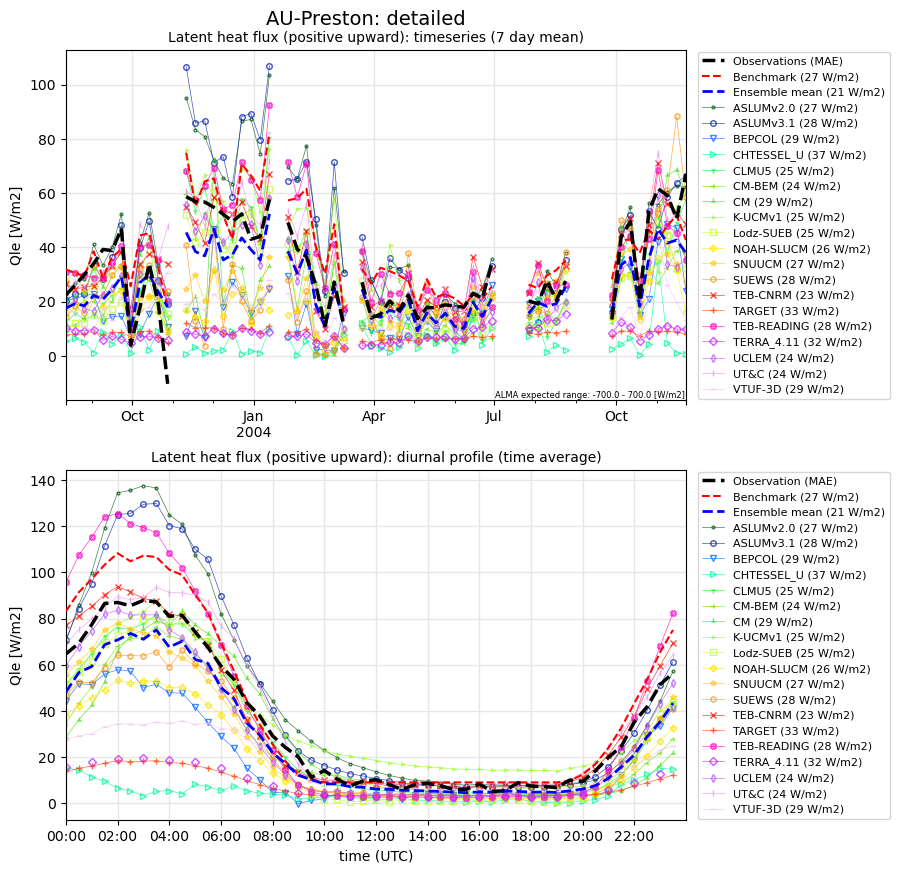 AU-Preston: detailed
Latent heat flux (positive upward): timeseries (7 day mean)
Qle [W/m2]
100
80
60
40
20
0
Oct
Jan
2004
Apr
Jul
Oct
ALMA expected range: -700.0 - 700.0 [W/m2]
Observations (MAE)
Benchmark (27 W/m2)
Ensemble mean (21 W/m2)
ASLUMv2.0 (27 W/m2)
ASLUMv3.1 (28 W/m2)
BEPCOL (29 W/m2)
CHTESSEL_U (37 W/m2)
CLMU5 (25 W/m2)
CM-BEM (24 W/m2)
CM (29 W/m2)
K-UCMv1 (25 W/m2)
Lodz-SUEB (25 W/m2)
NOAH-SLUCM (26 W/m2)
SNUUCM (27 W/m2)
SUEWS (28 W/m2)
TEB-CNRM (23 W/m2)
TARGET (33 W/m2)
TEB-READING (28 W/m2)
TERRA_4.11 (32 W/m2)
UCLEM (24 W/m2)
UT&C (24 W/m2)
VTUF-3D (29 W/m2)
Latent heat flux (positive upward): diurnal profile (time average)
Qle [W/m2]
140
120
100
80
60
40
20
0
00:00
02:00
04:00
06:00
08:00
10:00
12:00
14:00
16:00
18:00
20:00
22:00
time (UTC)
Observation (MAE)
Benchmark (27 W/m2)
Ensemble mean (21 W/m2)
ASLUMv2.0 (27 W/m2)
ASLUMv3.1 (28 W/m2)
BEPCOL (29 W/m2)
CHTESSEL_U (37 W/m2)
CLMU5 (25 W/m2)
CM-BEM (24 W/m2)
CM (29 W/m2)
K-UCMv1 (25 W/m2)
Lodz-SUEB (25 W/m2)
NOAH-SLUCM (26 W/m2)
SNUUCM (27 W/m2)
SUEWS (28 W/m2)
TEB-CNRM (23 W/m2)
TARGET (33 W/m2)
TEB-READING (28 W/m2)
TERRA_4.11 (32 W/m2)
UCLEM (24 W/m2)
UT&C (24 W/m2)
VTUF-3D (29 W/m2)